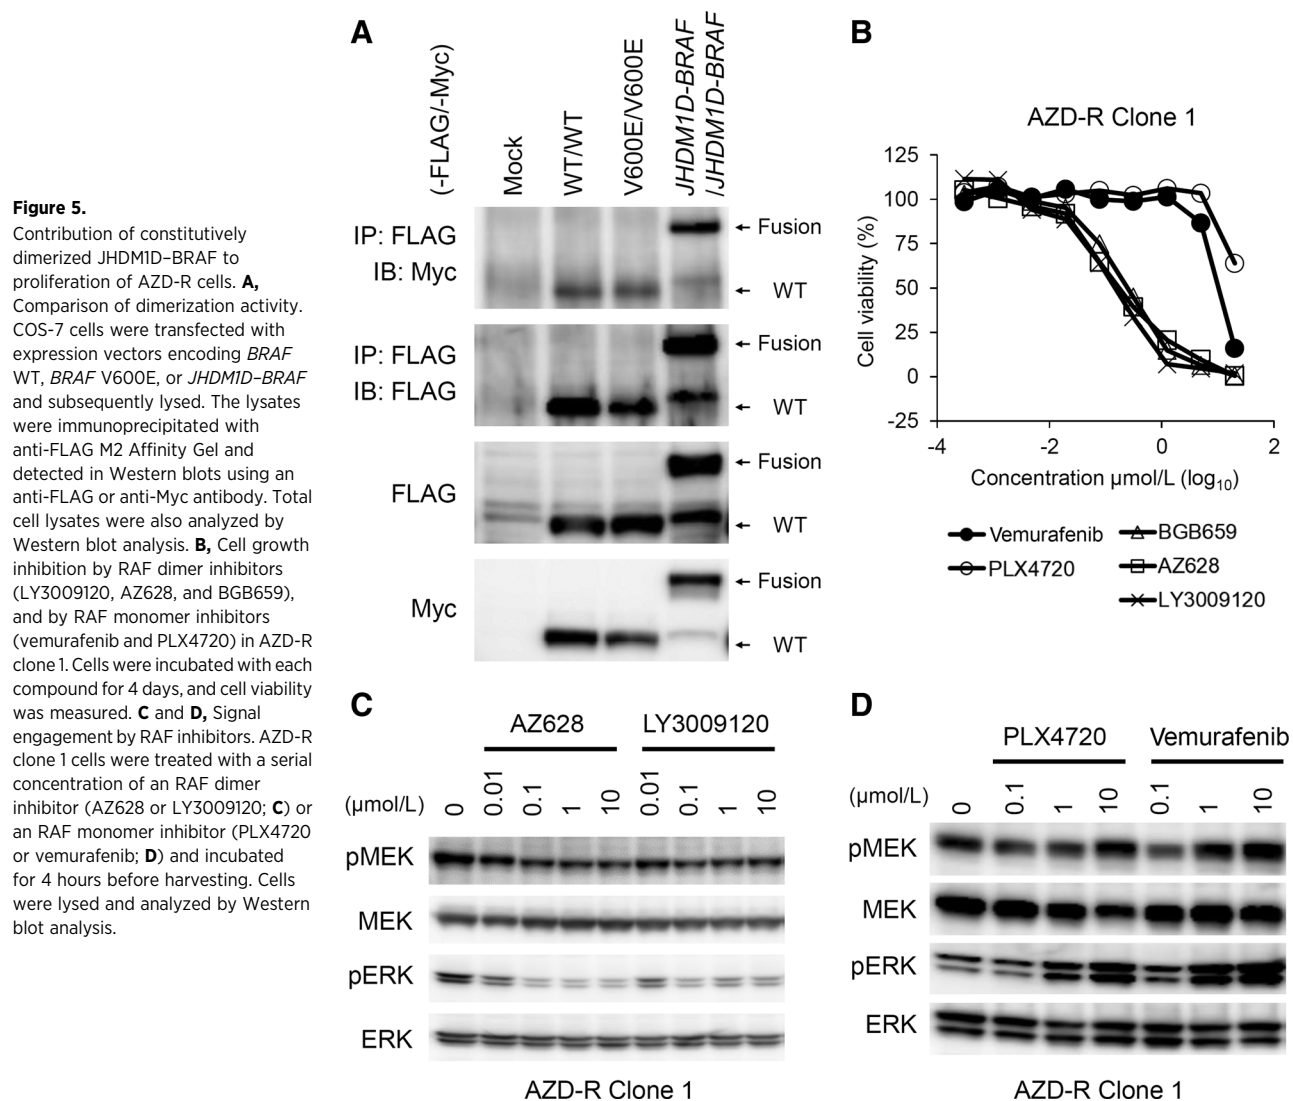 Figure 5.
Contribution of constitutively
dimerized JHDM1D–BRAF to
proliferation of AZD-R cells. A,
Comparison of dimerization activity.
COS-7 cells were transfected with
expression vectors encoding BRAF
WT, BRAF V600E, or JHDM1D–BRAF
and subsequently lysed. The lysates
were immunoprecipitated with
anti-FLAG M2 Affinity Gel and
detected in Western blots using an
anti-FLAG or anti-Myc antibody. Total
cell lysates were also analyzed by
Western blot analysis. B, Cell growth
inhibition by RAF dimer inhibitors
(LY3009120, AZ628, and BGB659),
and by RAF monomer inhibitors
(vemurafenib and PLX4720) in AZD-R
clone 1. Cells were incubated with each
compound for 4 days, and cell viability
was measured. C and D, Signal
engagement by RAF inhibitors. AZD-R
clone 1 cells were treated with a serial
concentration of an RAF dimer
inhibitor (AZ628 or LY3009120; C) or
an RAF monomer inhibitor (PLX4720
or vemurafenib; D) and incubated
for 4 hours before harvesting. Cells
were lysed and analyzed by Western
blot analysis.
A
(-FLAG/-Myc)
Mock
WT/WT
V600E/V600E
JHDM1D-BRAF
/JHDM1D-BRAF
IP: FLAG
IB: Myc
← Fusion
← WT
IP: FLAG
IB: FLAG
← Fusion
← WT
FLAG
← Fusion
← WT
Myc
← Fusion
← WT
B
AZD-R Clone 1
Cell viability (%)
125
100
75
50
25
0
-25
-4 -2 0 2
Concentration µmol/L (log10)
Vemurafenib
PLX4720
BGB659
AZ628
LY3009120
C
AZ628 LY3009120
(µmol/L) 0 0.01 0.1 1 10 0.01 0.1 1 10
pMEK
MEK
pERK
ERK
AZD-R Clone 1
D
PLX4720 Vemurafenib
(µmol/L) 0 0.1 1 10 0.1 1 10
pMEK
MEK
pERK
ERK
AZD-R Clone 1